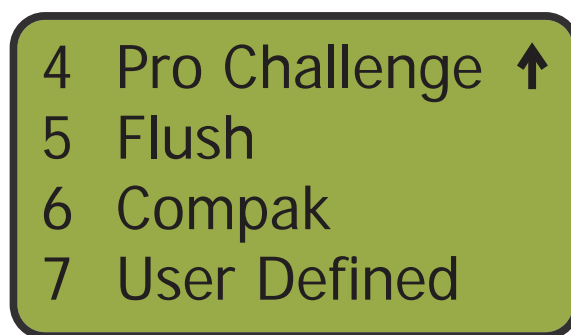 4 Pro Challenge ↑
5 Flush
6 Compak
7 User Defined